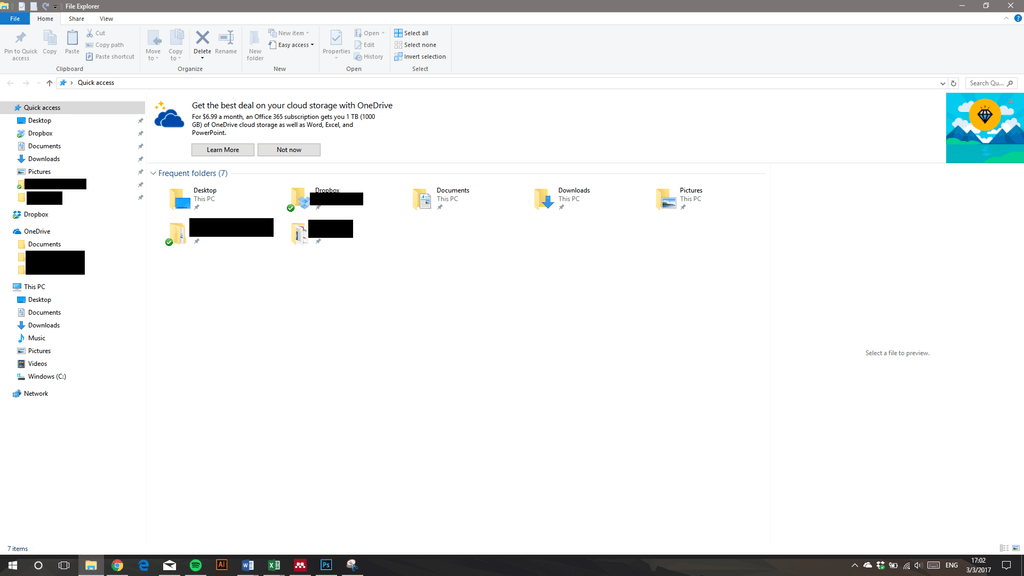 File Explorer
File Home Share View
Pin to Quick access
Copy
Paste
Cut
Copy path
Paste shortcut
Clipboard
Move to
Copy to
Delete
Rename
Organize
New folder
New item
Easy access
New
Properties
Open
Edit
History
Open
Select all
Select none
Invert selection
Select
Quick access
Search Qu...
Quick access
Desktop
Dropbox
Documents
Downloads
Pictures
Dropbox
OneDrive
Documents
This PC
Desktop
Documents
Downloads
Music
Pictures
Videos
Windows (C:)
Network
Get the best deal on your cloud storage with OneDrive
For $6.99 a month, an Office 365 subscription gets you 1 TB (1000
GB) of OneDrive cloud storage as well as Word, Excel, and
PowerPoint.
Learn More
Not now
Frequent folders (7)
Desktop
This PC
Dropbox
Documents
This PC
Downloads
This PC
Pictures
This PC
Select a file to preview.
7 items
Ai
Ps
ENG
17:02
3/3/2017